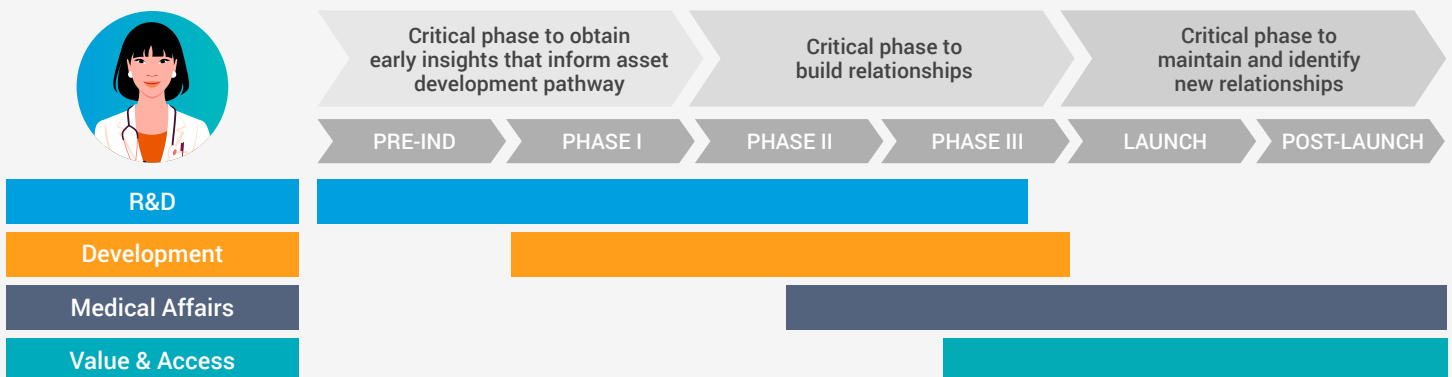 Critical phase to obtain
early insights that inform asset
development pathway
Critical phase to
build relationships
Critical phase to
maintain and identify
new relationships
PRE-IND
PHASE I
PHASE II
PHASE III
LAUNCH
POST-LAUNCH
R&D
Development
Medical Affairs
Value & Access